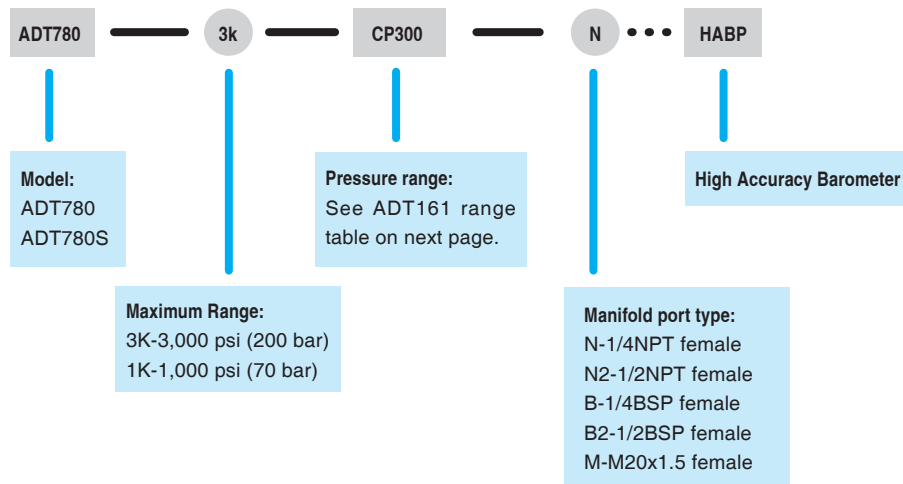 ADT780 3k CP300 N HABP
Model:
ADT780
ADT780S
Pressure range:
See ADT161 range
table on next page.
High Accuracy Barometer
Maximum Range:
3K-3,000 psi (200 bar)
1K-1,000 psi (70 bar)
Manifold port type:
N-1/4NPT female
N2-1/2NPT female
B-1/4BSP female
B2-1/2BSP female
M-M20x1.5 female